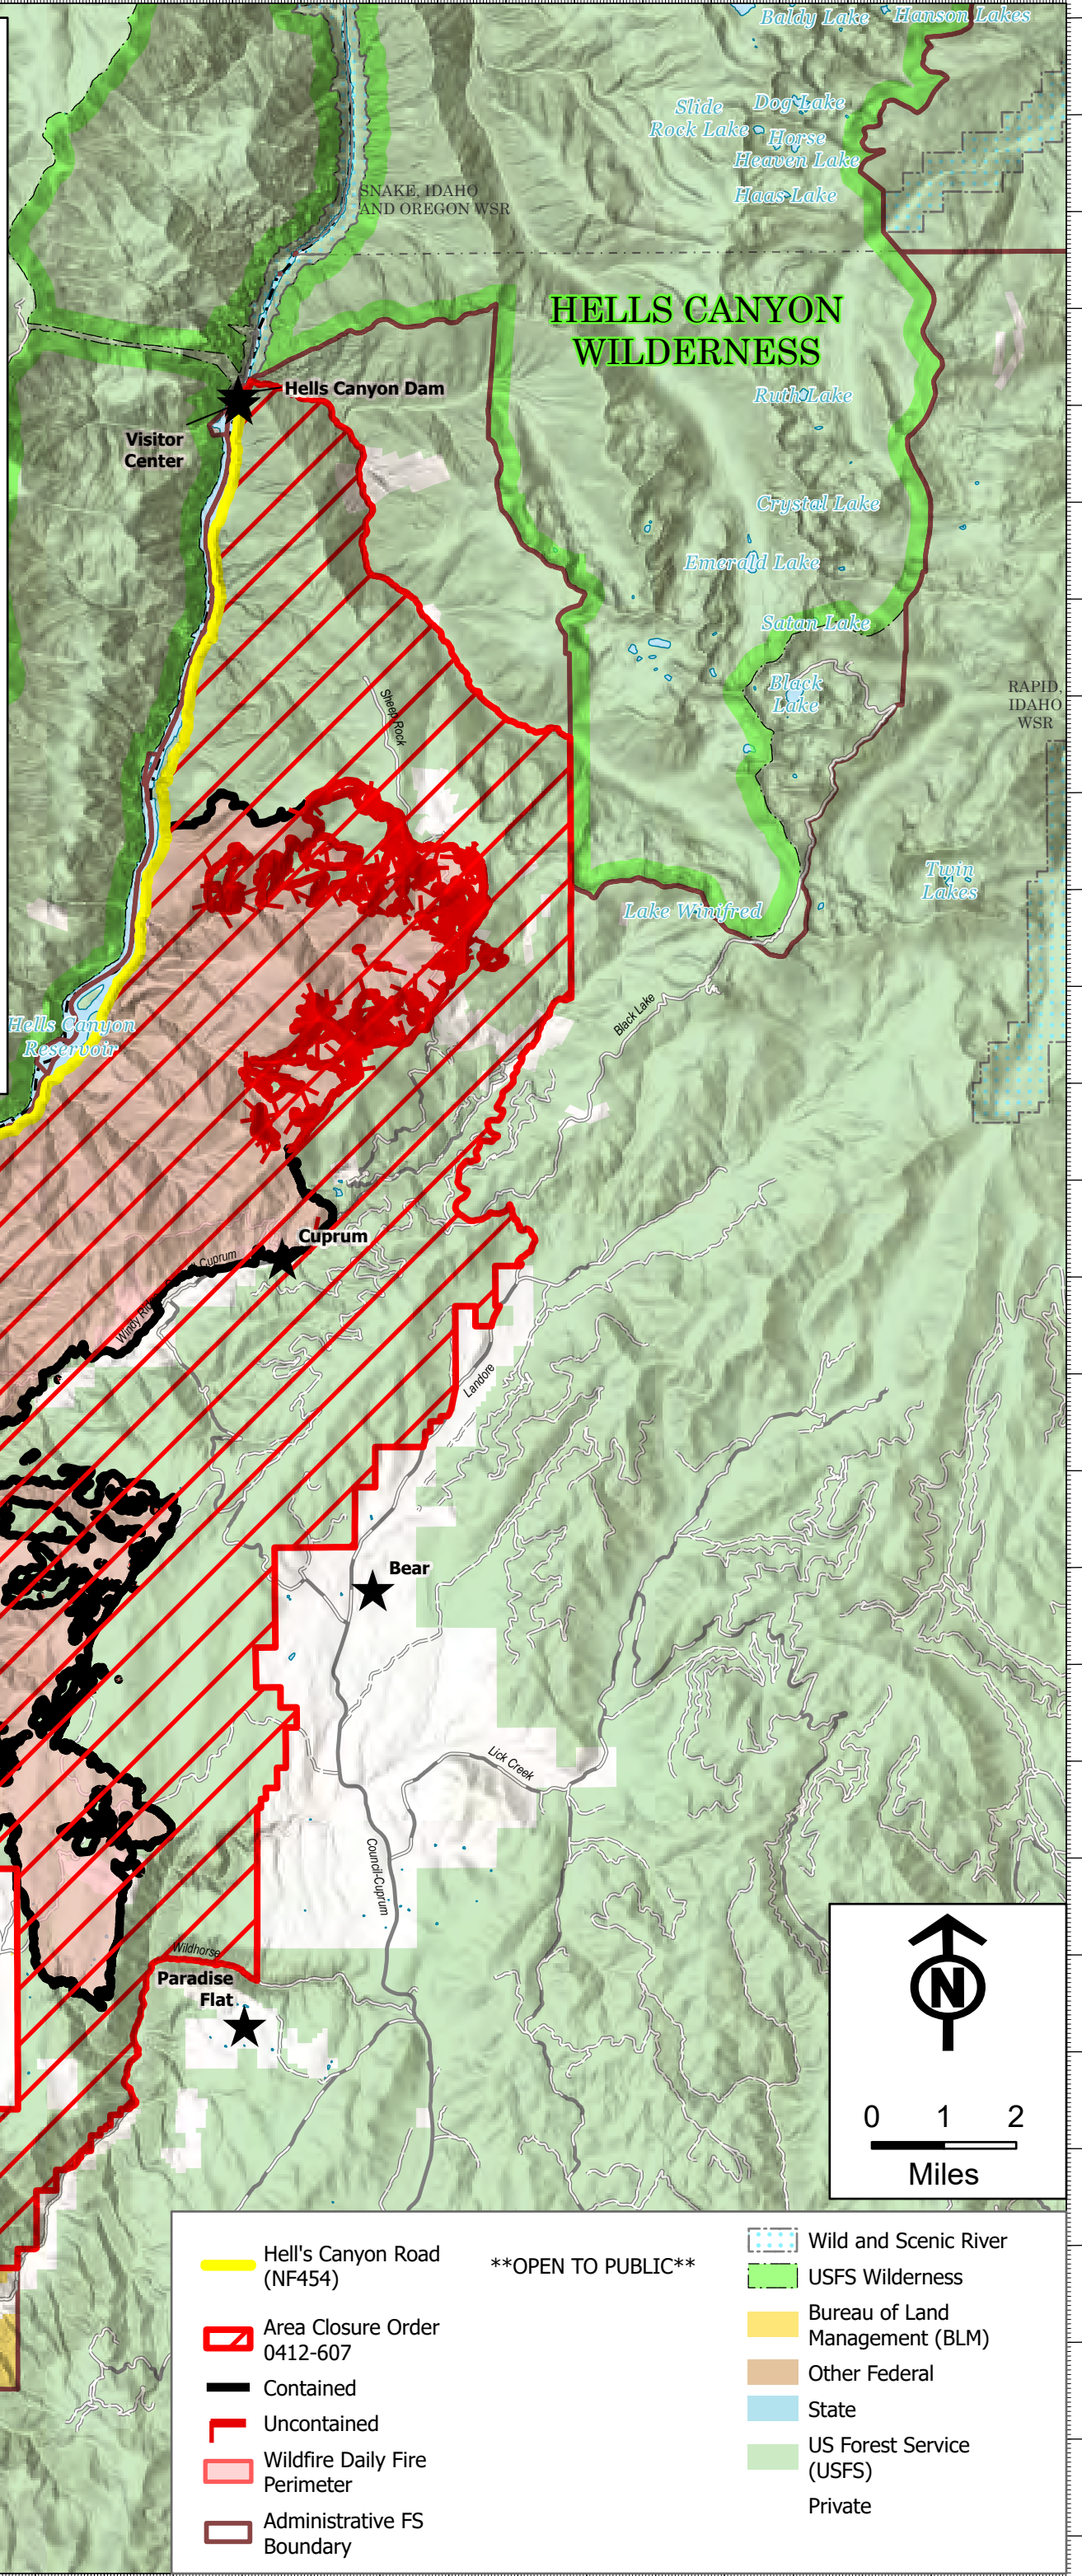 Baldy Lake
Hanson Lakes
Slide
Rock Lake
Dog Lake
Horse
Heaven Lake
Haas Lake
SNAKE, IDAHO
AND OREGON WSR
HELLS CANYON
WILDERNESS
Hells Canyon Dam
Visitor
Center
Ruth Lake
Crystal Lake
Emerald Lake
Satan Lake
Black
Lake
RAPID,
IDAHO
WSR
Sheep Rock
Twin
Lakes
Lake Winifred
Hells Canyon
Reservoir
Black Lake
Cuprum
Cuprum
Landore
Bear
Lick Creek
Council-Cuprum
Wildhorse
Paradise
Flat
N
0 1 2
Miles
Hell's Canyon Road
(NF454)
**OPEN TO PUBLIC**
Area Closure Order
0412-607
Contained
Uncontained
Wildfire Daily Fire
Perimeter
Administrative FS
Boundary
Wild and Scenic River
USFS Wilderness
Bureau of Land
Management (BLM)
Other Federal
State
US Forest Service
(USFS)
Private